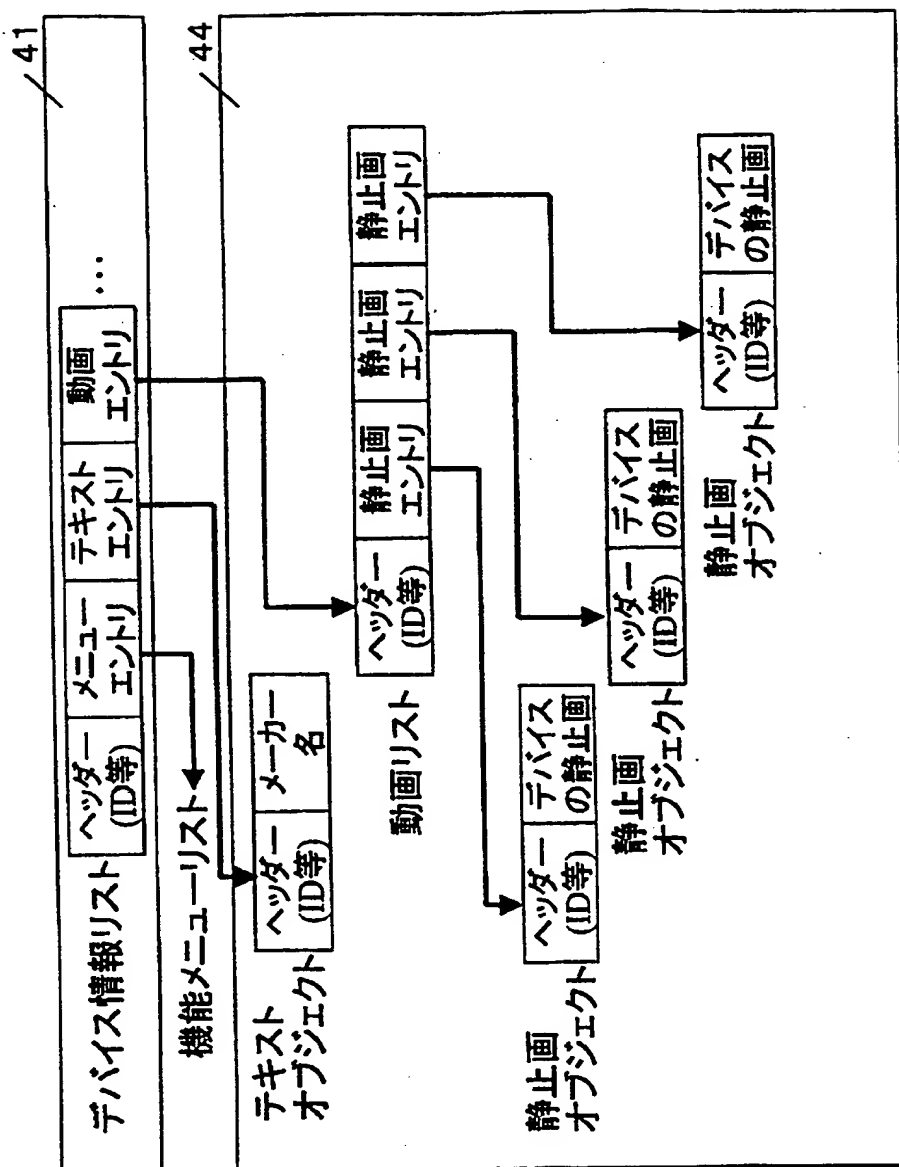 41
デバイス情報リスト
ヘッダー
(ID等)
メニュー
エントリ
テキスト
エントリ
動画
エントリ
…
機能メニューリスト
44
テキスト
オブジェクト
ヘッダー
(ID等)
メーカー
名
動画リスト
ヘッダー
(ID等)
静止画
エントリ
静止画
エントリ
静止画
エントリ
静止画
オブジェクト
ヘッダー
(ID等)
デバイス
の静止画
静止画
オブジェクト
ヘッダー
(ID等)
デバイス
の静止画
静止画
オブジェクト
ヘッダー
(ID等)
デバイス
の静止画